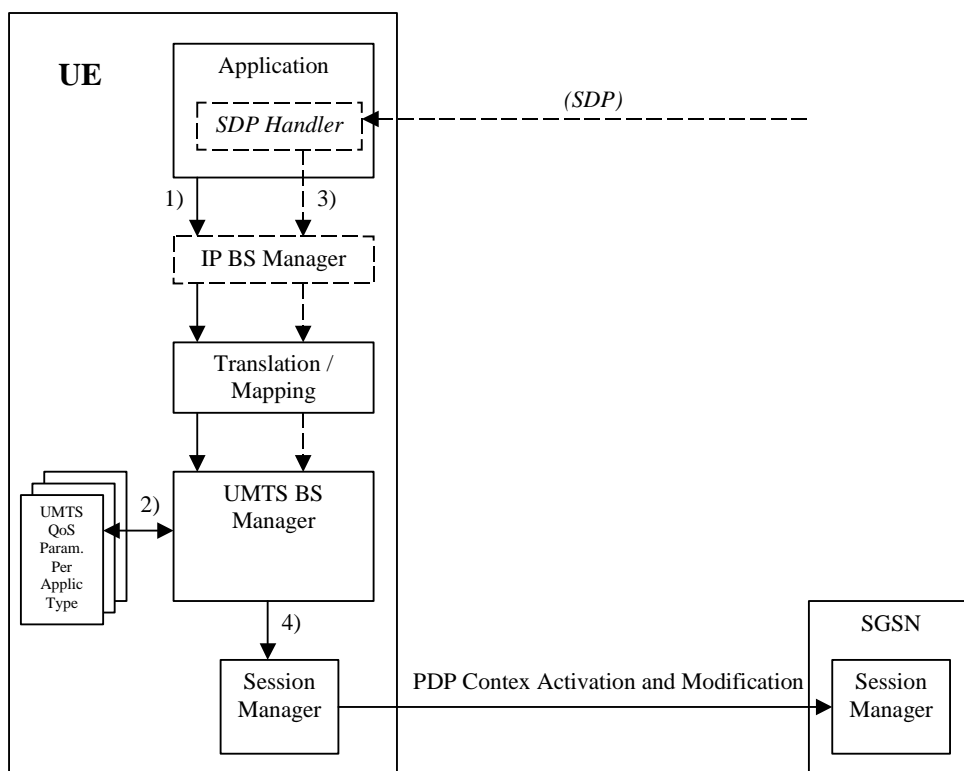 UE
Application
SDP Handler
(SDP)
1)
3)
IP BS Manager
Translation /
Mapping
UMTS BS
Manager
2)
UMTS
QoS
Param.
Per
Applic
Type
4)
SGSN
Session
Manager
PDP Contex Activation and Modification
Session
Manager